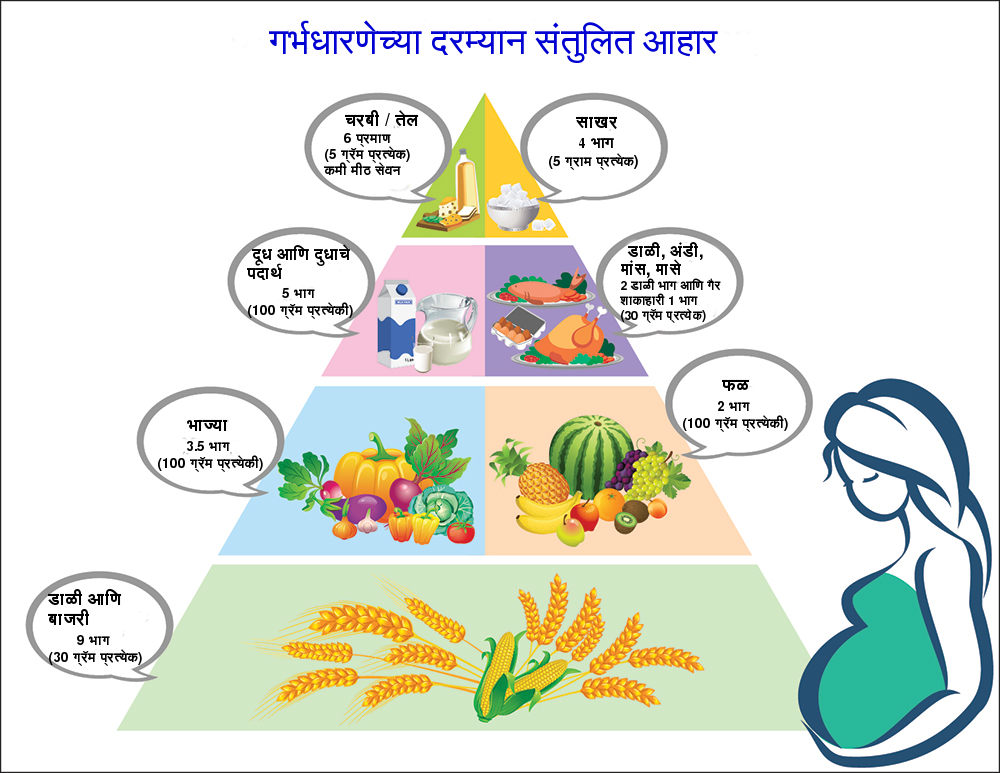 गर्भधारणेच्या दरम्यान संतुलित आहार
चरबी / तेल
6 प्रमाण
(5 ग्रॅम प्रत्येक)
कमी मीठ सेवन
साखर
4 भाग
(5 ग्राम प्रत्येक)
दूध आणि दुधाचे
पदार्थ
5 भाग
(100 ग्रॅम प्रत्येकी)
डाळी, अंडी,
मांस, मासे
2 डाळी भाग आणि गैर
शाकाहारी 1 भाग
(30 ग्रॅम प्रत्येक)
भाज्या
3.5 भाग
(100 ग्रॅम प्रत्येकी)
फळ
2 भाग
(100 ग्रॅम प्रत्येकी)
डाळी आणि
बाजरी
9 भाग
(30 ग्रॅम प्रत्येक)